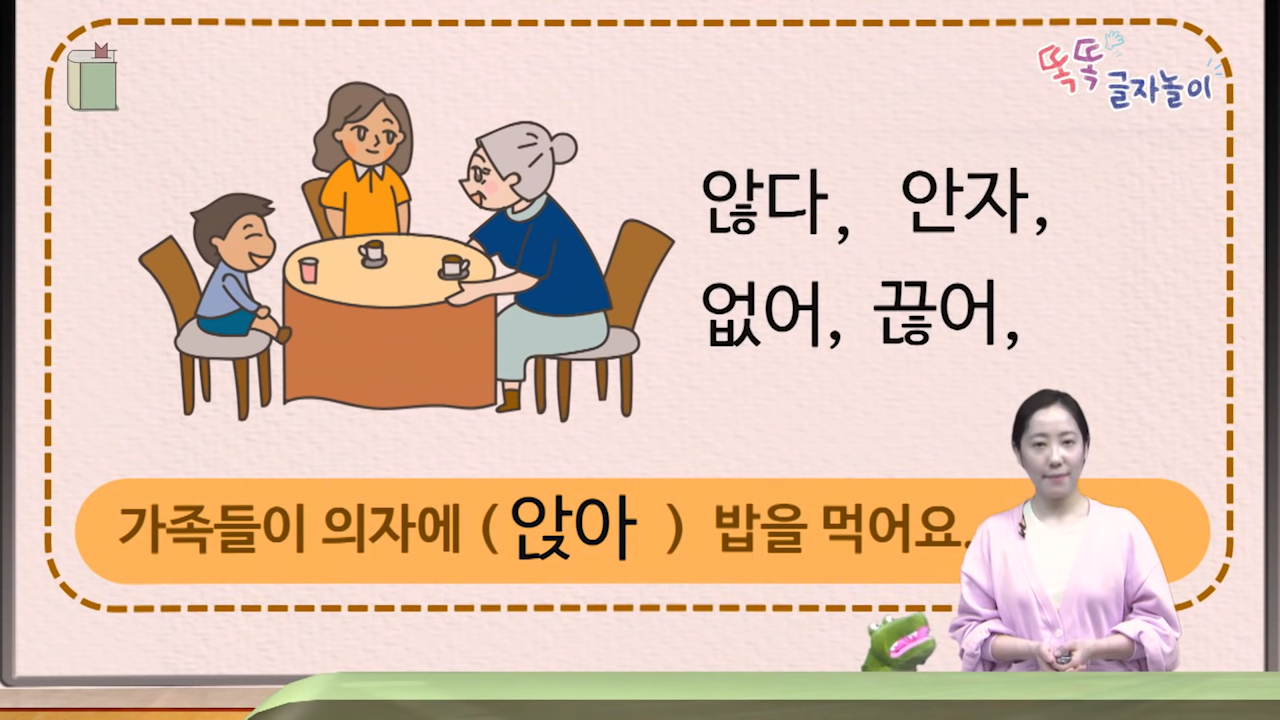 똑똑
글자놀이
않다, 안자,
없어, 끊어,
가족들이 의자에 ( 앉아 ) 밥을 먹어요.